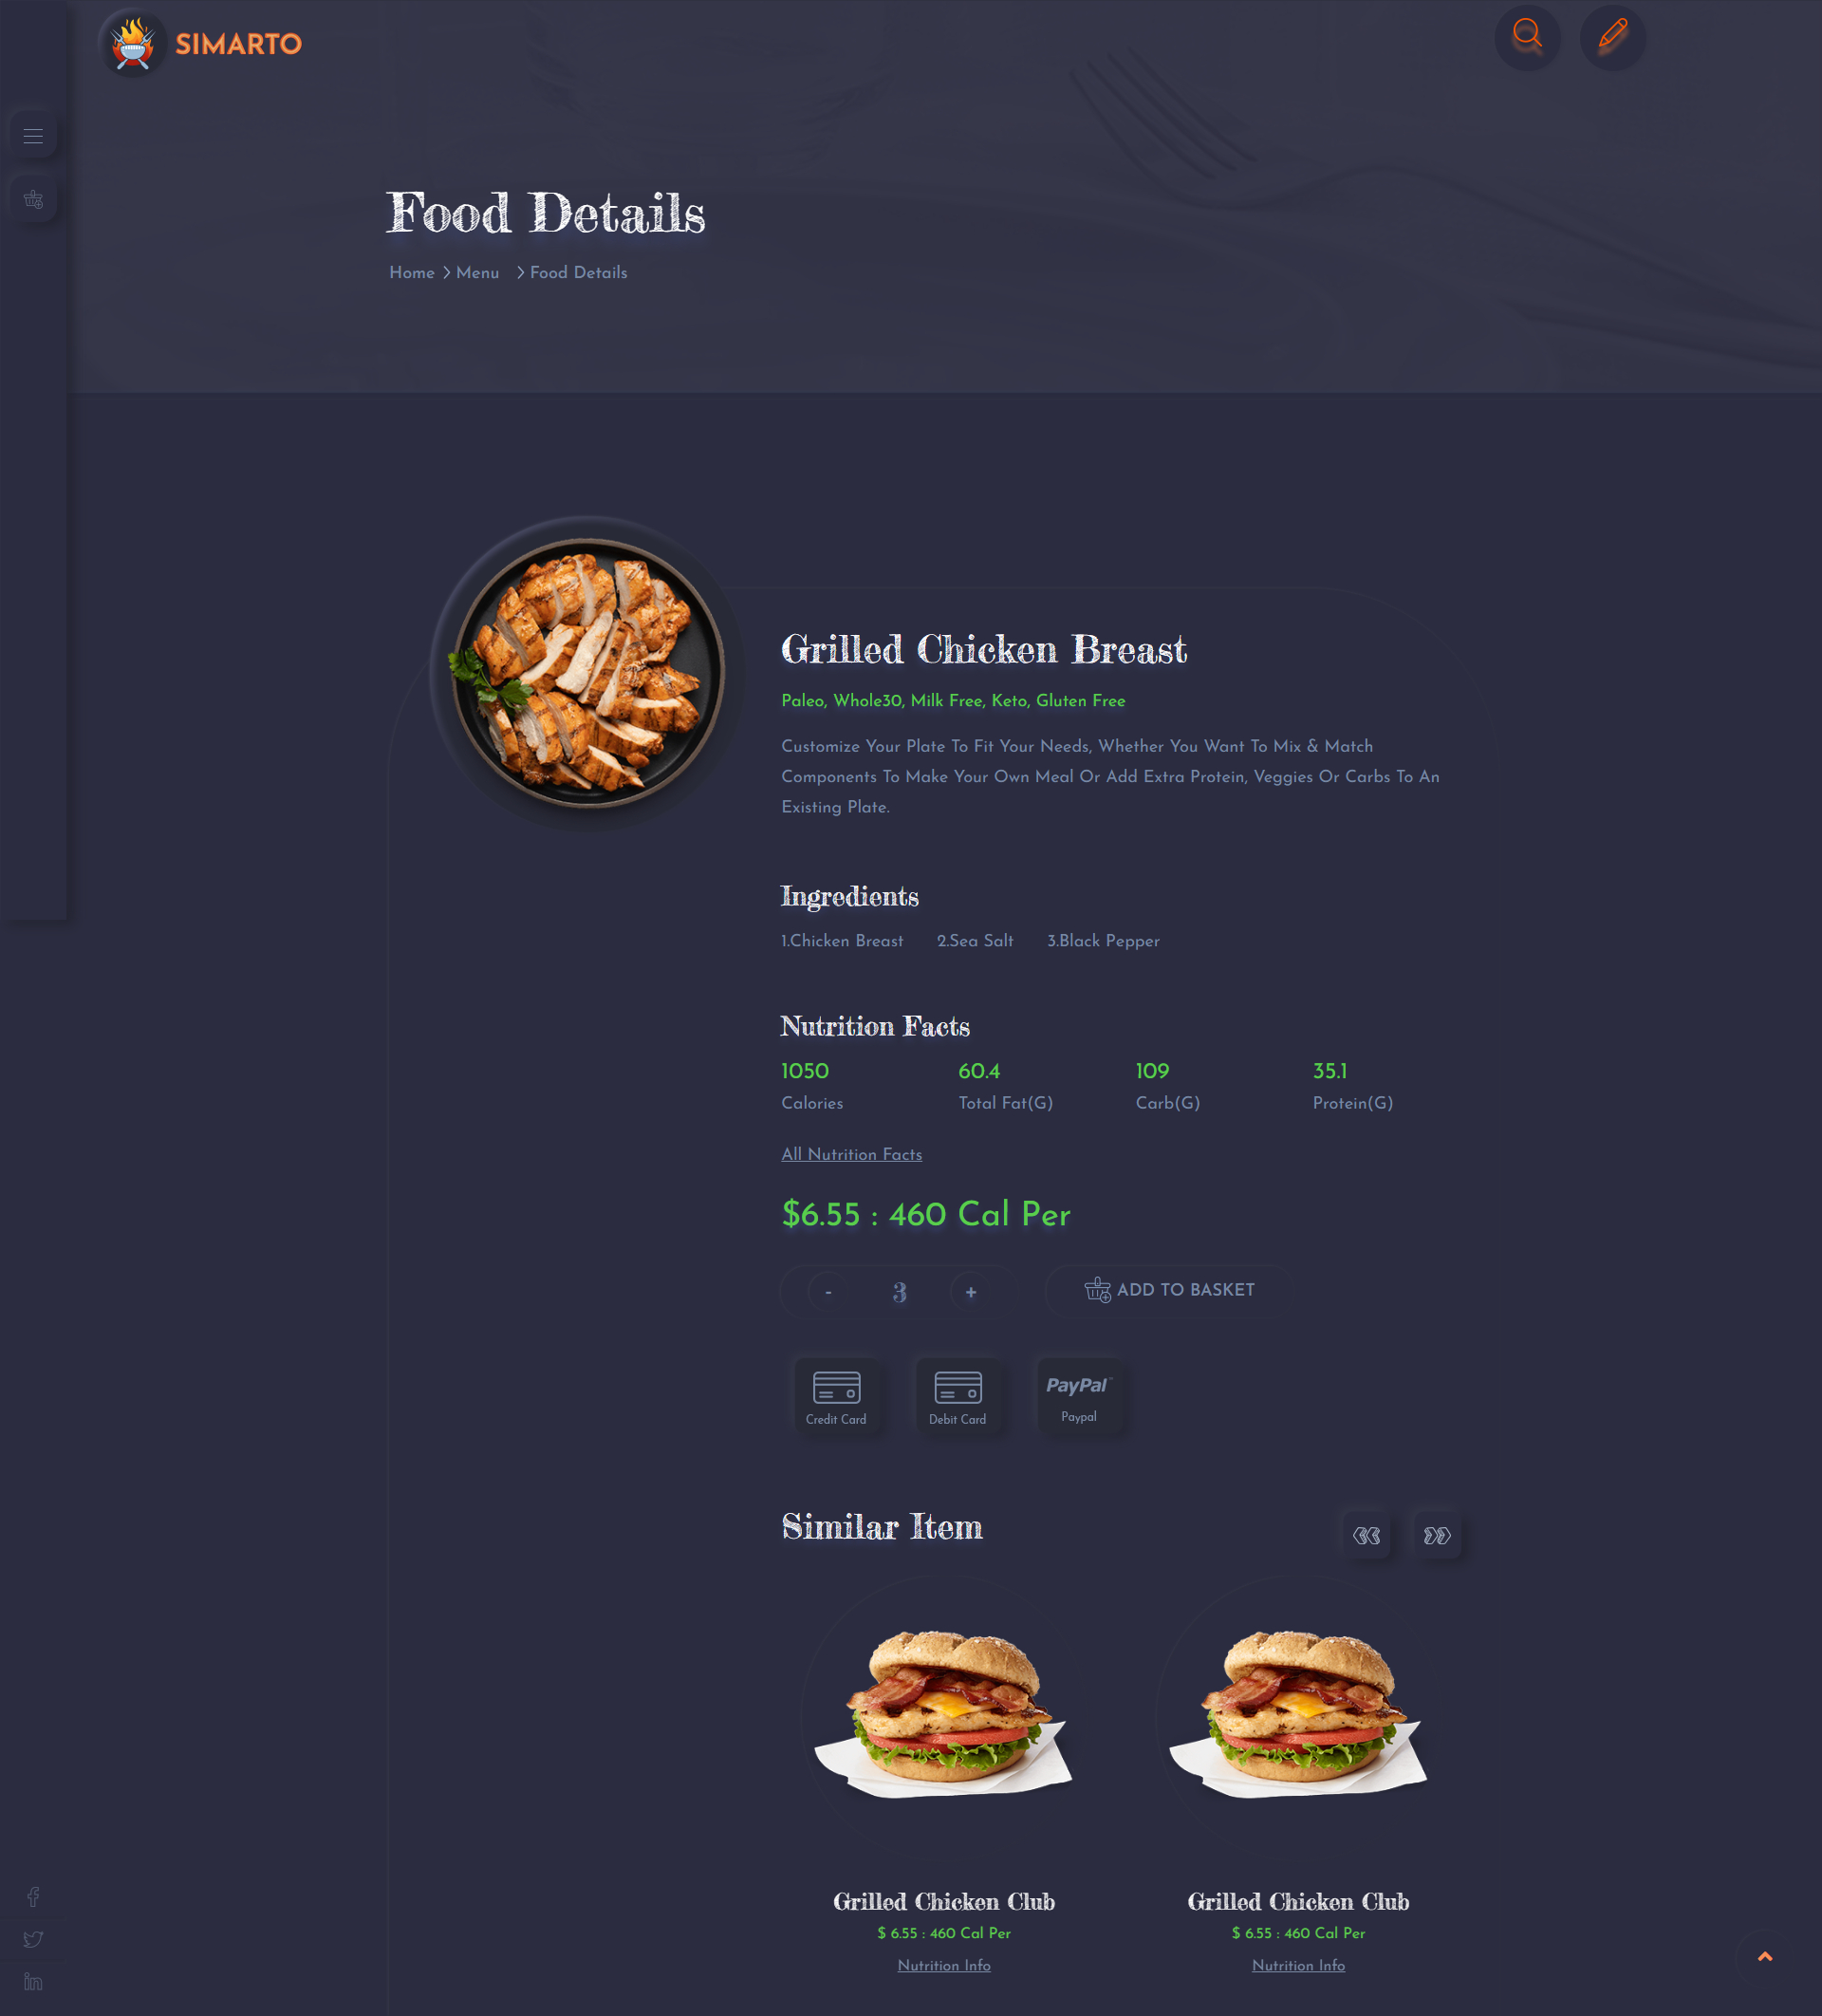 SIMARTO
Food Details
Home
Menu
Food Details
Grilled Chicken Breast
Paleo, Whole30, Milk Free, Keto, Gluten Free
Customize Your Plate To Fit Your Needs, Whether You Want To Mix & Match
Components To Make Your Own Meal Or Add Extra Protein, Veggies Or Carbs To An
Existing Plate.
Ingredients
1.Chicken Breast 2.Sea Salt 3.Black Pepper
Nutrition Facts
1050 60.4 109 35.1
Calories Total Fat(G) Carb(G) Protein(G)
All Nutrition Facts
$6.55 : 460 Cal Per
- 3 + ADD TO BASKET
PayPal™
Credit Card Debit Card Paypal
Similar Item
Grilled Chicken Club Grilled Chicken Club
$ 6.55 : 460 Cal Per $ 6.55 : 460 Cal Per
Nutrition Info Nutrition Info